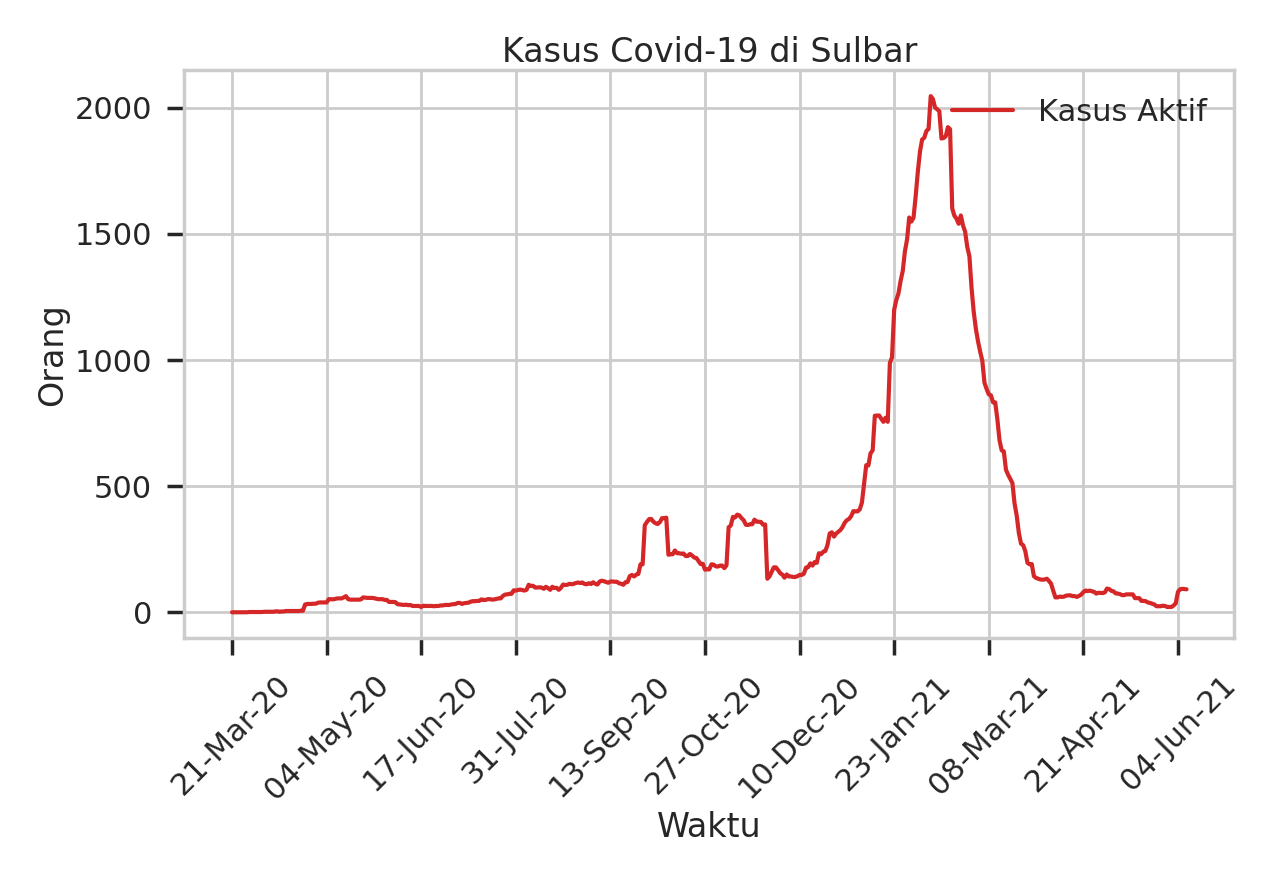 Kasus Covid-19 di Sulbar
Kasus Aktif
Orang
2000
1500
1000
500
0
21-Mar-20
04-May-20
17-Jun-20
31-Jul-20
13-Sep-20
27-Oct-20
10-Dec-20
23-Jan-21
08-Mar-21
21-Apr-21
04-Jun-21
Waktu